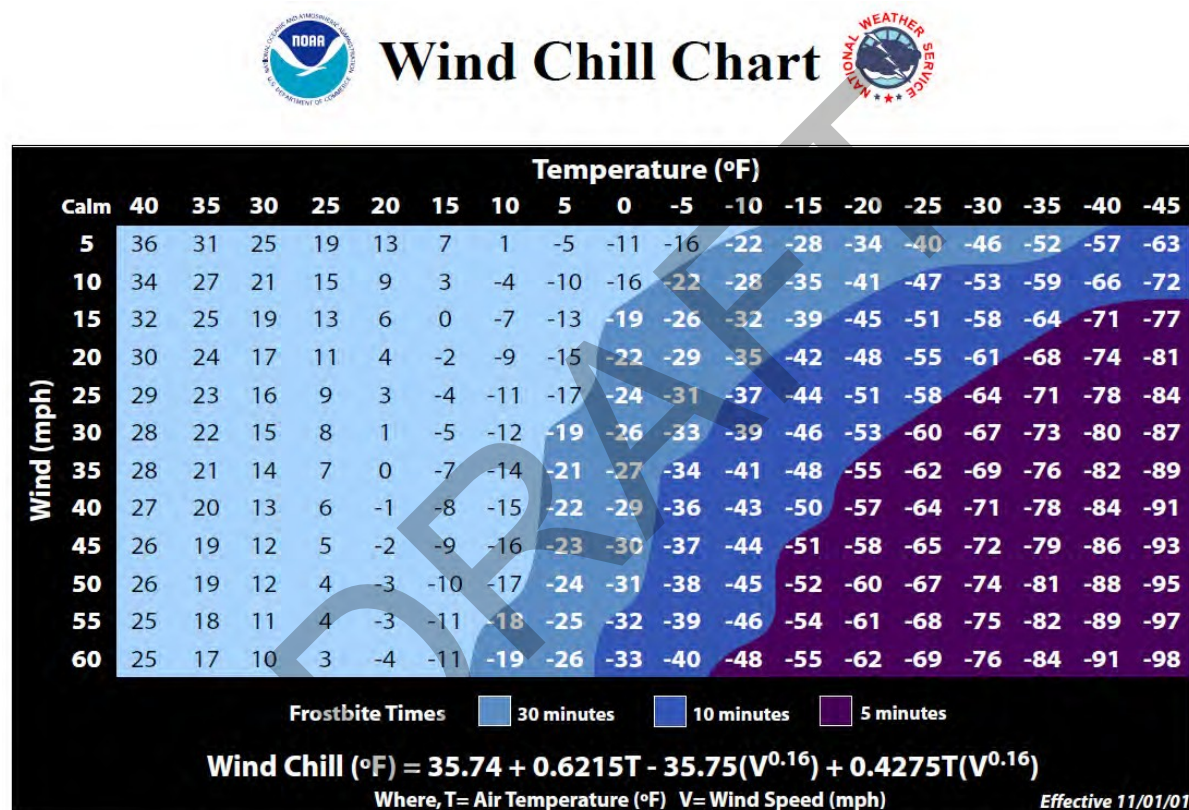 NOAA
NATIONAL OCEANIC AND ATMOSPHERIC ADMINISTRATION
U.S. DEPARTMENT OF COMMERCE
Wind Chill Chart
NATIONAL WEATHER SERVICE
DRAFT
Temperature (ºF)
Calm 40 35 30 25 20 15 10 5 0 -5 -10 -15 -20 -25 -30 -35 -40 -45
Wind (mph)
5 36 31 25 19 13 7 1 -5 -11 -16 -22 -28 -34 -40 -46 -52 -57 -63
10 34 27 21 15 9 3 -4 -10 -16 -22 -28 -35 -41 -47 -53 -59 -66 -72
15 32 25 19 13 6 0 -7 -13 -19 -26 -32 -39 -45 -51 -58 -64 -71 -77
20 30 24 17 11 4 -2 -9 -15 -22 -29 -35 -42 -48 -55 -61 -68 -74 -81
25 29 23 16 9 3 -4 -11 -17 -24 -31 -37 -44 -51 -58 -64 -71 -78 -84
30 28 22 15 8 1 -5 -12 -19 -26 -33 -39 -46 -53 -60 -67 -73 -80 -87
35 28 21 14 7 0 -7 -14 -21 -27 -34 -41 -48 -55 -62 -69 -76 -82 -89
40 27 20 13 6 -1 -8 -15 -22 -29 -36 -43 -50 -57 -64 -71 -78 -84 -91
45 26 19 12 5 -2 -9 -16 -23 -30 -37 -44 -51 -58 -65 -72 -79 -86 -93
50 26 19 12 4 -3 -10 -17 -24 -31 -38 -45 -52 -60 -67 -74 -81 -88 -95
55 25 18 11 4 -3 -11 -18 -25 -32 -39 -46 -54 -61 -68 -75 -82 -89 -97
60 25 17 10 3 -4 -11 -19 -26 -33 -40 -48 -55 -62 -69 -76 -84 -91 -98
Frostbite Times 30 minutes 10 minutes 5 minutes
Wind Chill (ºF) = 35.74 + 0.6215T - 35.75(V^0.16) + 0.4275T(V^0.16)
Where, T= Air Temperature (ºF) V= Wind Speed (mph)
Effective 11/01/01